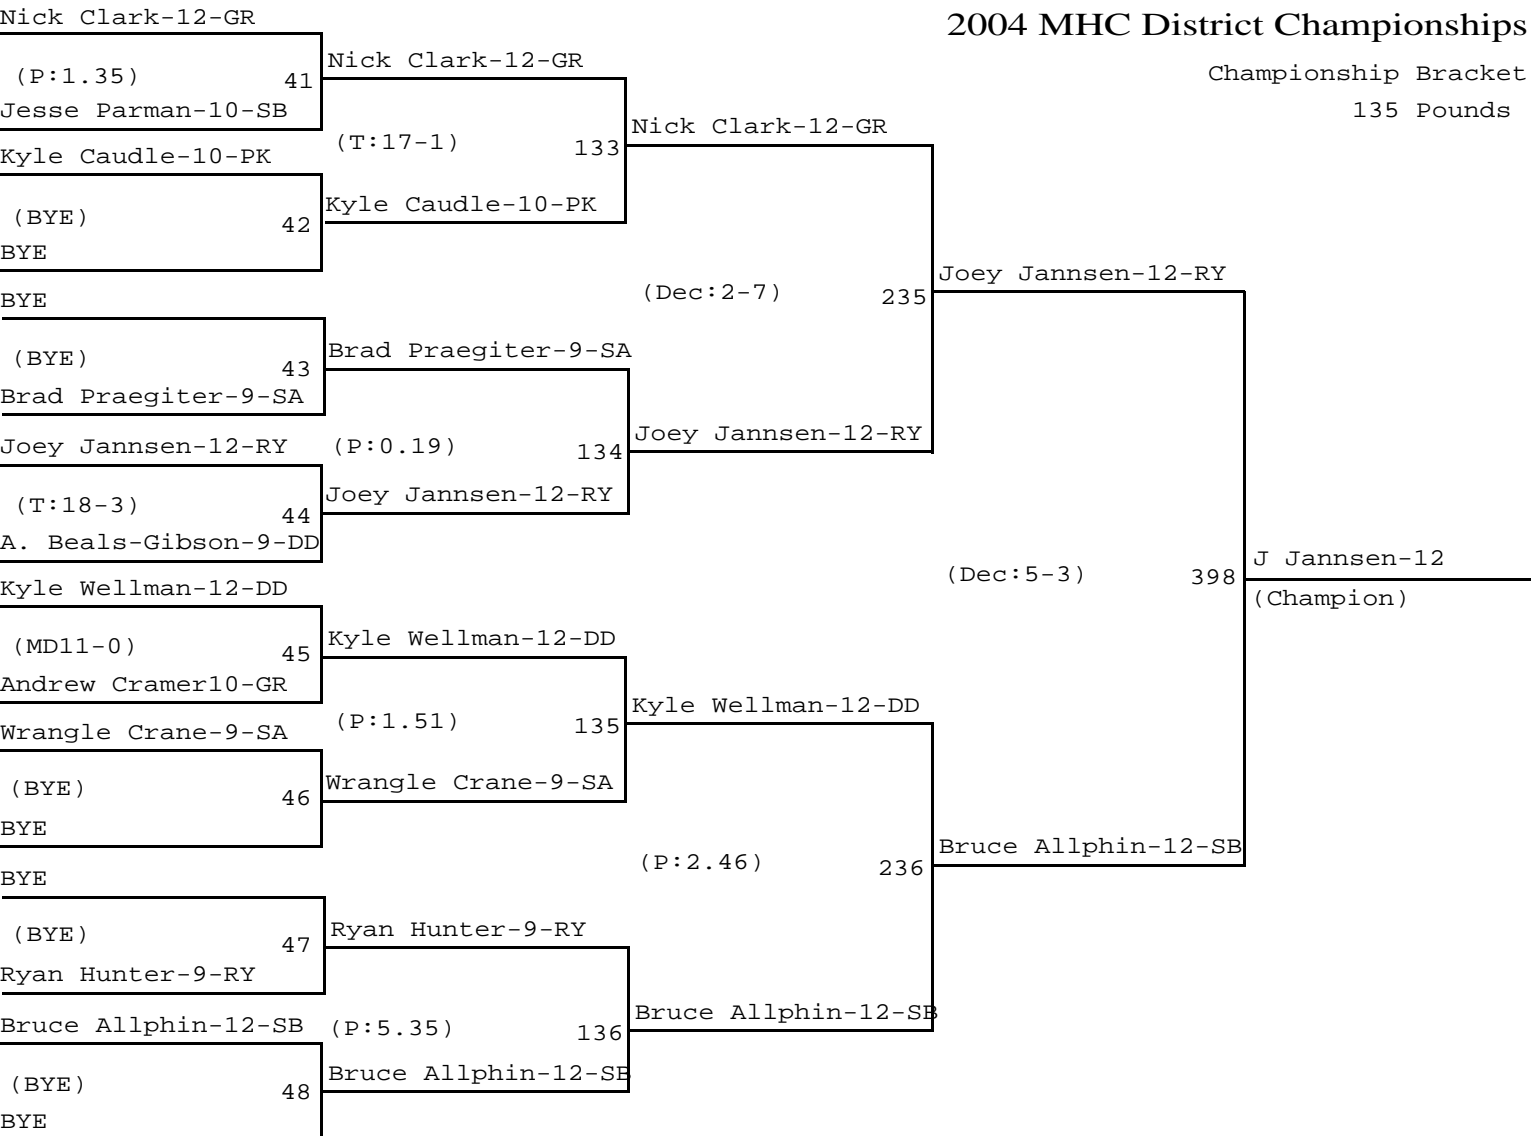 2004 MHC District Championships
Championship Bracket
135 Pounds
Nick Clark-12-GR
(P:1.35)
41
Jesse Parman-10-SB
Kyle Caudle-10-PK
(BYE)
42
BYE
BYE
(BYE)
43
Brad Praegiter-9-SA
Joey Jannsen-12-RY
(T:18-3)
44
A. Beals-Gibson-9-DD
Kyle Wellman-12-DD
(MD11-0)
45
Andrew Cramer10-GR
Wrangle Crane-9-SA
(BYE)
46
BYE
BYE
(BYE)
47
Ryan Hunter-9-RY
Bruce Allphin-12-SB
(BYE)
48
BYE
Nick Clark-12-GR
(T:17-1)
133
Kyle Caudle-10-PK
Brad Praegiter-9-SA
(P:0.19)
134
Joey Jannsen-12-RY
Kyle Wellman-12-DD
(P:1.51)
135
Wrangle Crane-9-SA
Ryan Hunter-9-RY
(P:5.35)
136
Bruce Allphin-12-SB
Nick Clark-12-GR
(Dec:2-7)
235
Joey Jannsen-12-RY
Kyle Wellman-12-DD
(P:2.46)
236
Bruce Allphin-12-SB
Joey Jannsen-12-RY
(Dec:5-3)
398
Bruce Allphin-12-SB
J Jannsen-12
(Champion)